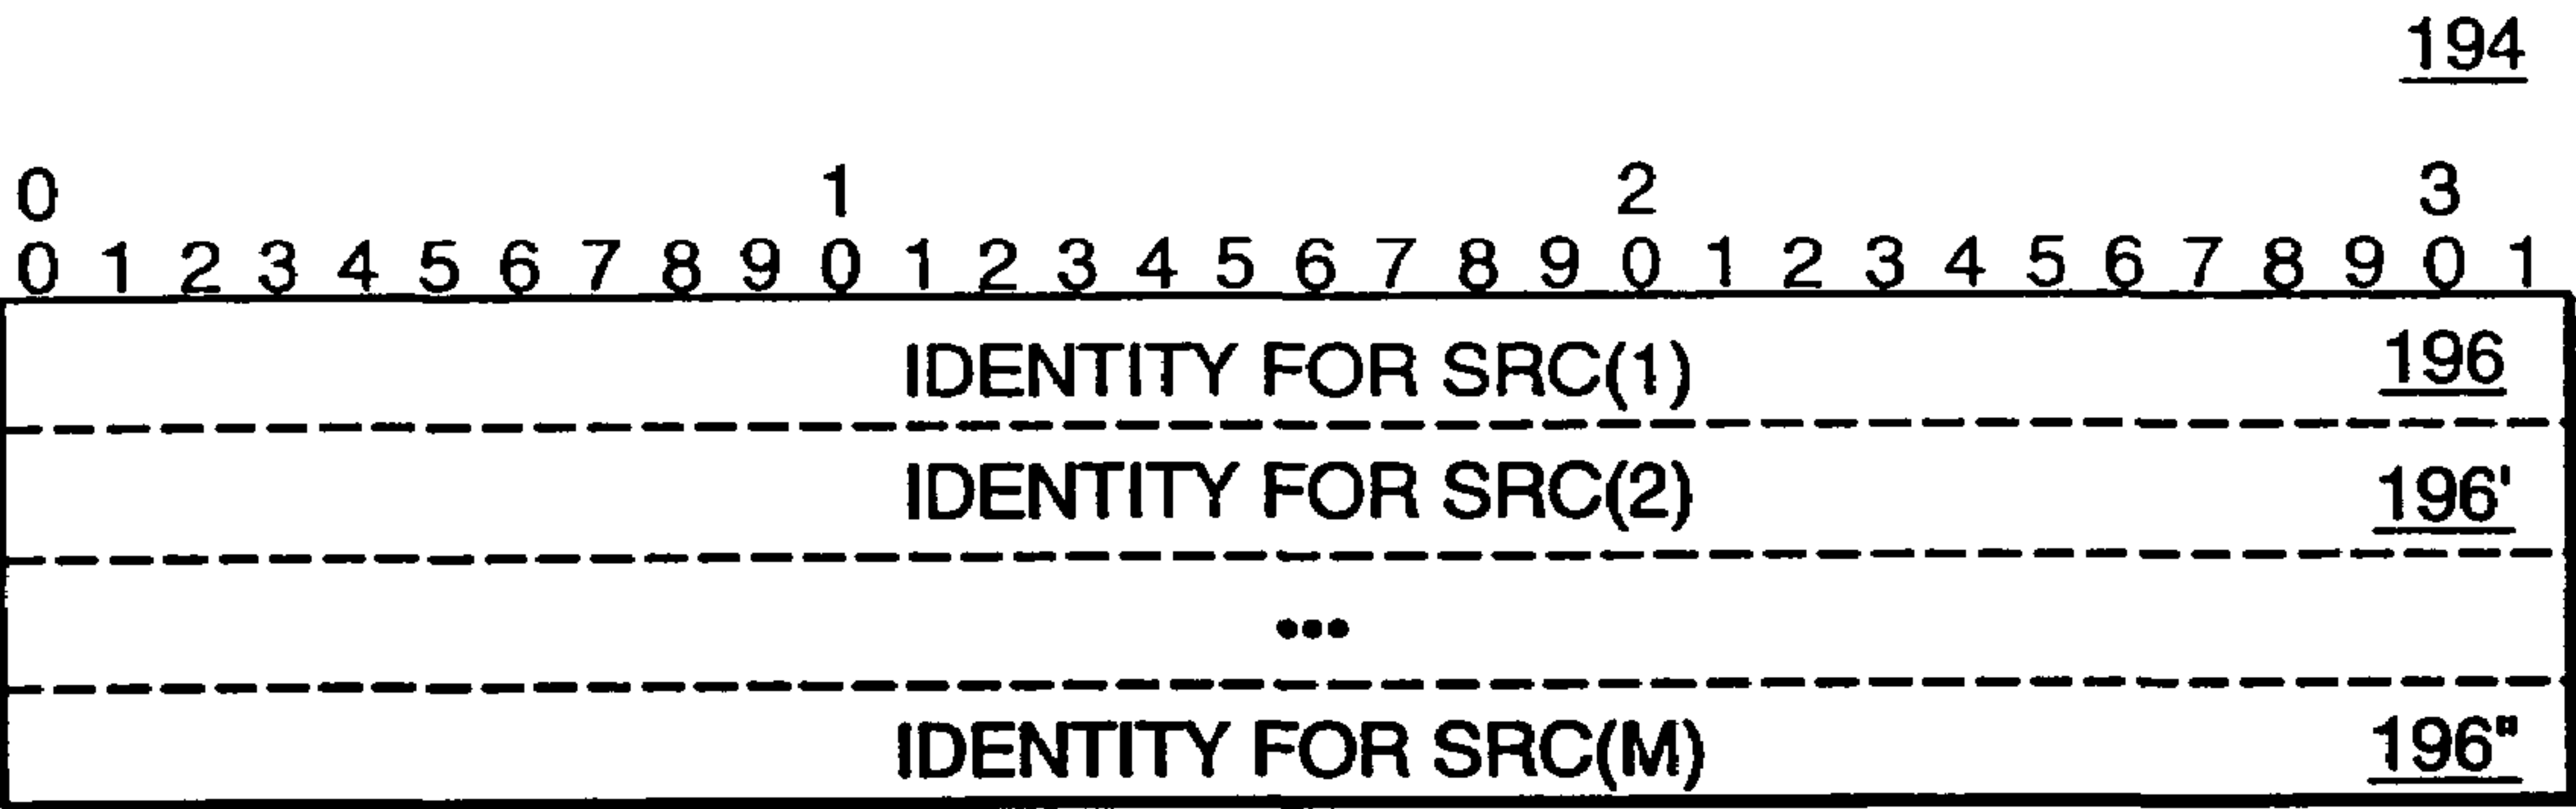 194
0 1 2 3
0 1 2 3 4 5 6 7 8 9 0 1 2 3 4 5 6 7 8 9 0 1 2 3 4 5 6 7 8 9 0 1
IDENTITY FOR SRC(1) 196
IDENTITY FOR SRC(2) 196'
•••
IDENTITY FOR SRC(M) 196"